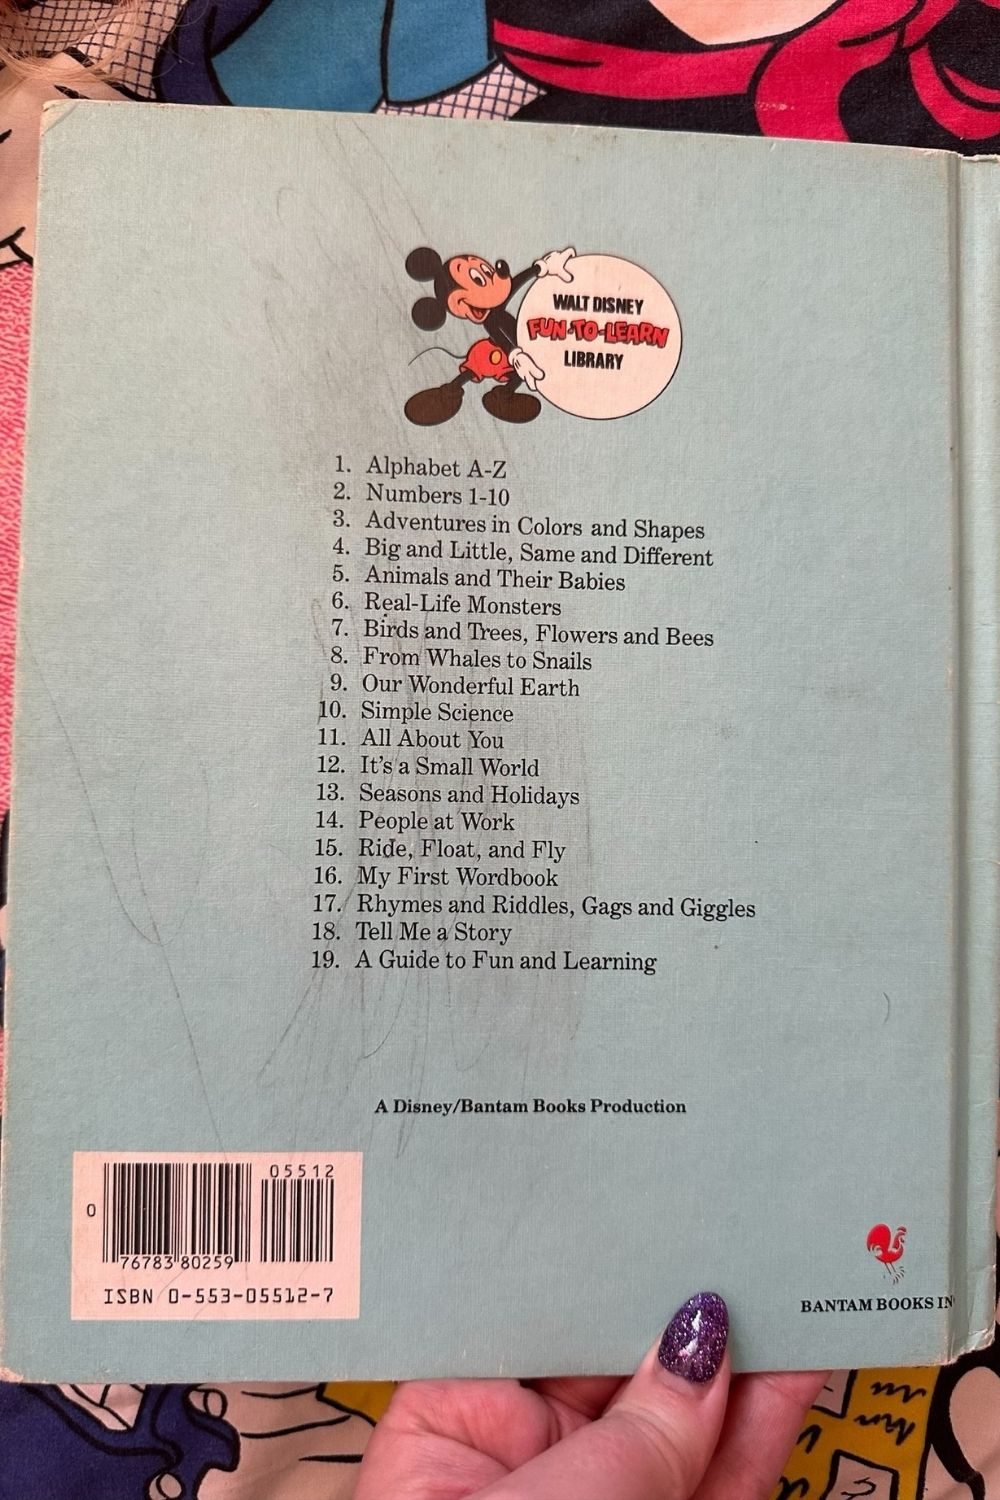 WALT DISNEY
FUN-TO-LEARN
LIBRARY
1. Alphabet A-Z
2. Numbers 1-10
3. Adventures in Colors and Shapes
4. Big and Little, Same and Different
5. Animals and Their Babies
6. Real-Life Monsters
7. Birds and Trees, Flowers and Bees
8. From Whales to Snails
9. Our Wonderful Earth
10. Simple Science
11. All About You
12. It's a Small World
13. Seasons and Holidays
14. People at Work
15. Ride, Float, and Fly
16. My First Wordbook
17. Rhymes and Riddles, Gags and Giggles
18. Tell Me a Story
19. A Guide to Fun and Learning
A Disney/Bantam Books Production
05512
0
76783 80259
ISBN 0-553-05512-7
BANTAM BOOKS IN